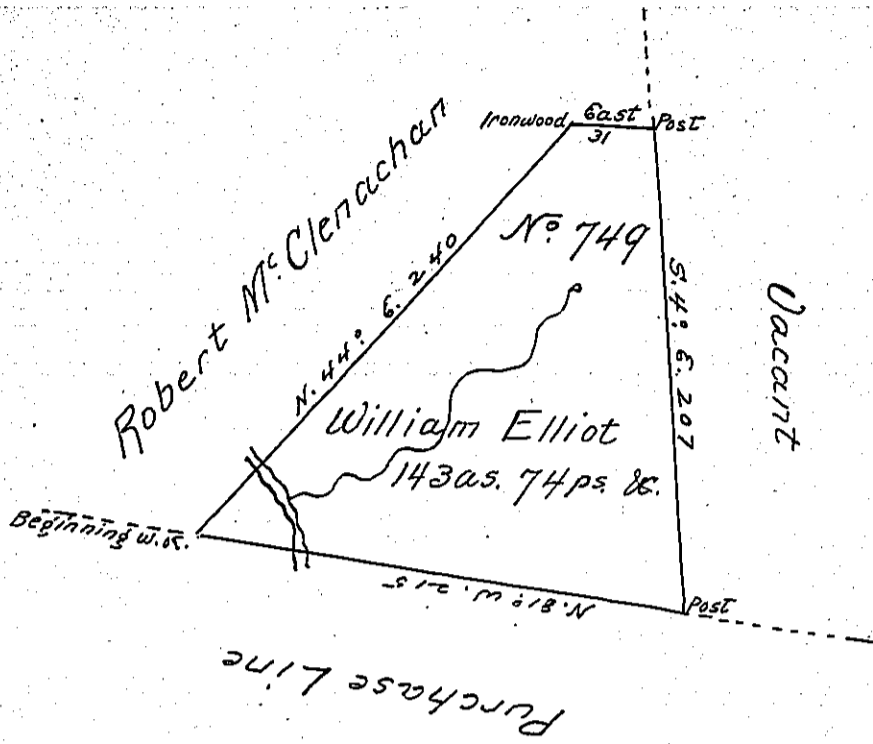 Ironwood East Post
31
Robert McClenachan
No 749
N. 44° E. 240
S. 4° E. 207
Vacant
William Elliot
143as. 74ps. &c.
Beginning W.O.
N. 81° W. 215
Post
Purchase Line